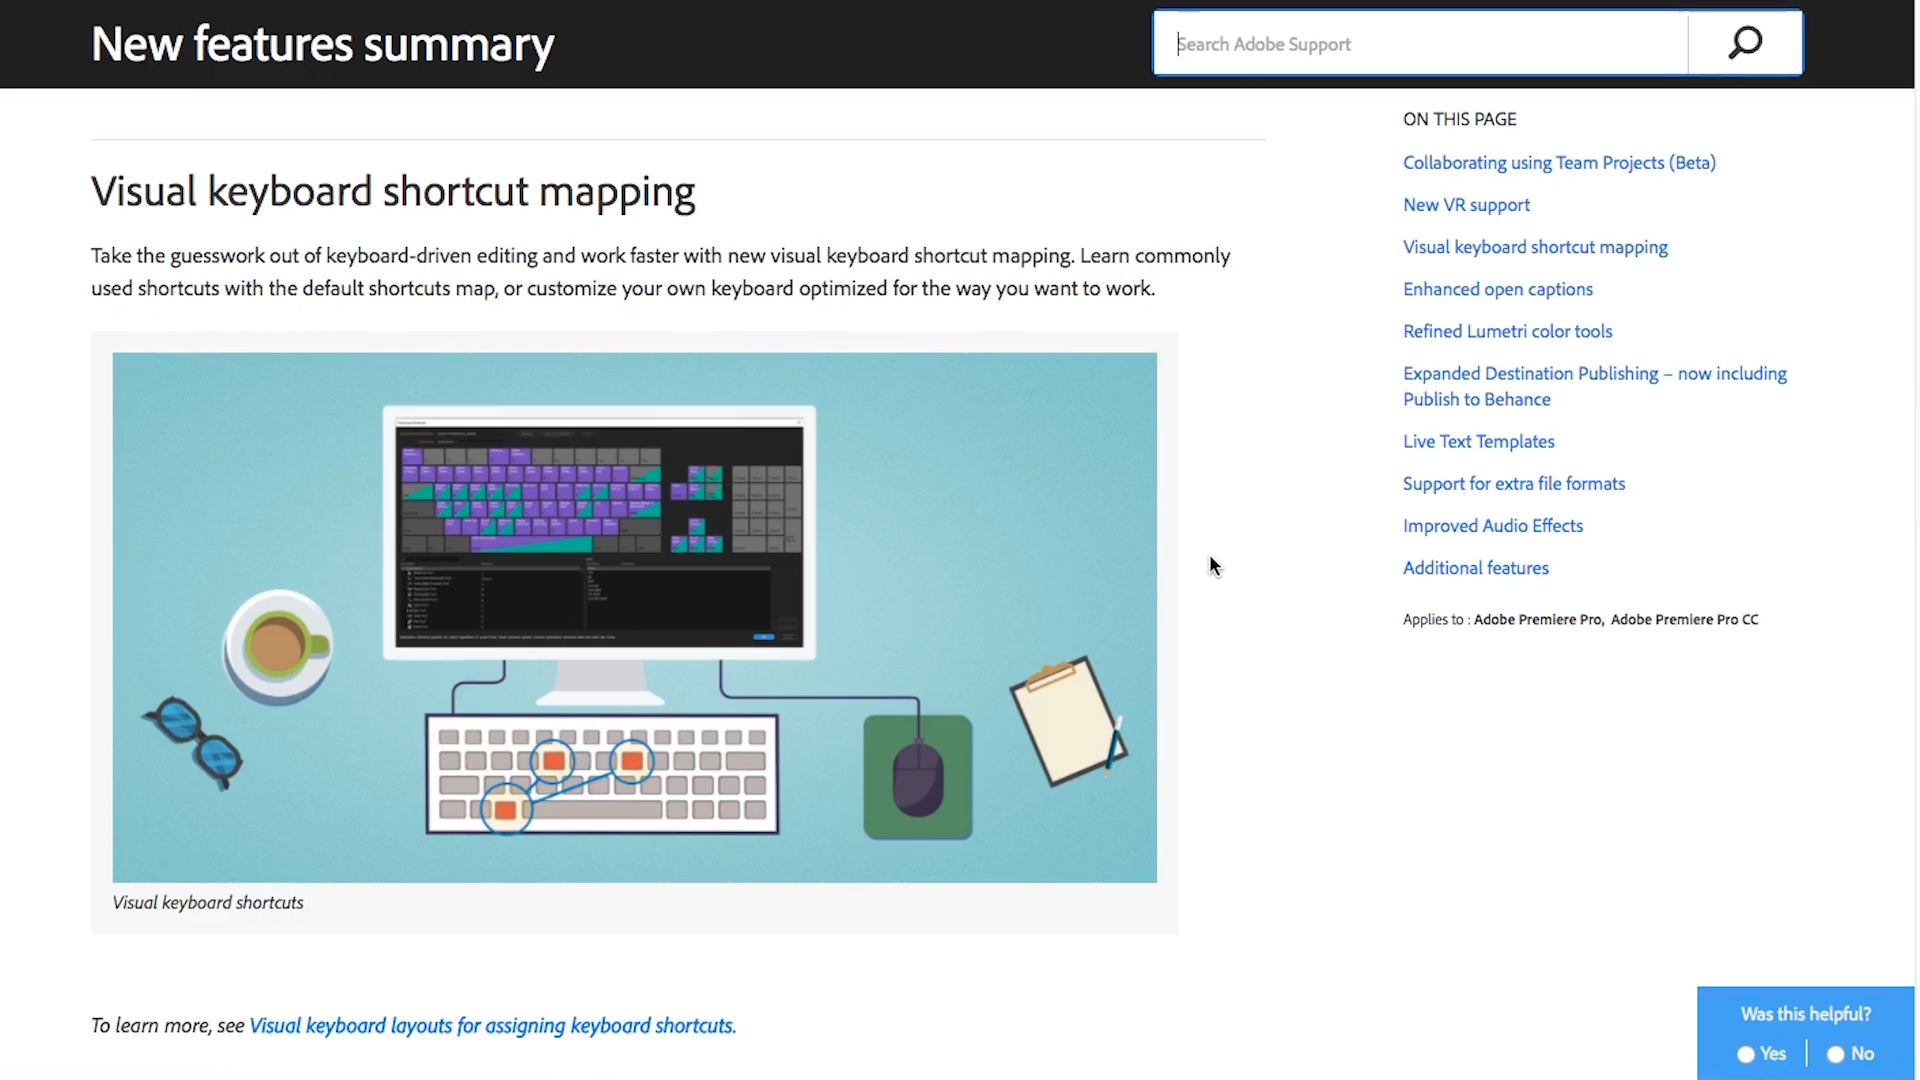 New features summary
Search Adobe Support
Visual keyboard shortcut mapping
Take the guesswork out of keyboard-driven editing and work faster with new visual keyboard shortcut mapping. Learn commonly
used shortcuts with the default shortcuts map, or customize your own keyboard optimized for the way you want to work.
Visual keyboard shortcuts
To learn more, see Visual keyboard layouts for assigning keyboard shortcuts.
ON THIS PAGE
Collaborating using Team Projects (Beta)
New VR support
Visual keyboard shortcut mapping
Enhanced open captions
Refined Lumetri color tools
Expanded Destination Publishing – now including
Publish to Behance
Live Text Templates
Support for extra file formats
Improved Audio Effects
Additional features
Applies to : Adobe Premiere Pro, Adobe Premiere Pro CC
Was this helpful?
Yes
No